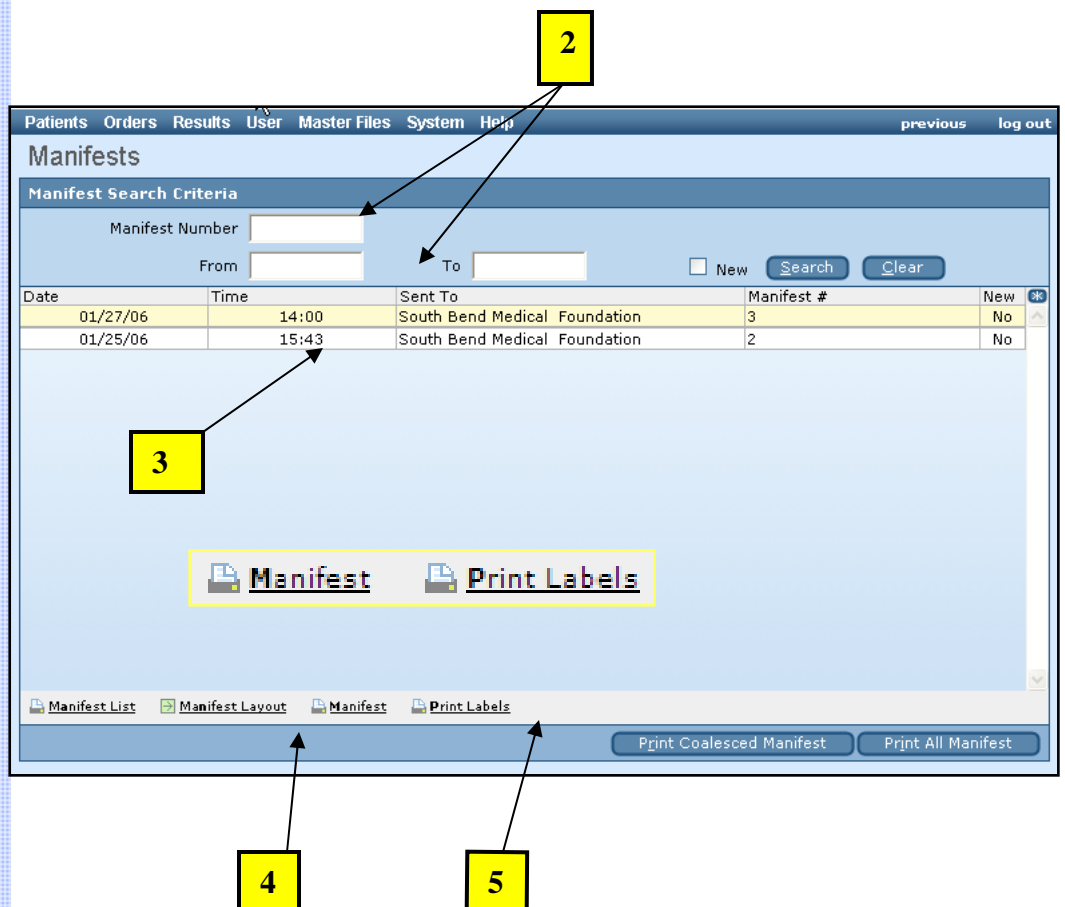 2
Patients Orders Results User Master Files System Help previous log out
Manifests
Manifest Search Criteria
Manifest Number
From To New Search Clear
Date Time Sent To Manifest # New
01/27/06 14:00 South Bend Medical Foundation 3 No
01/25/06 15:43 South Bend Medical Foundation 2 No
3
Manifest Print Labels
Manifest List Manifest Layout Manifest Print Labels
Print Coalesced Manifest Print All Manifest
4 5